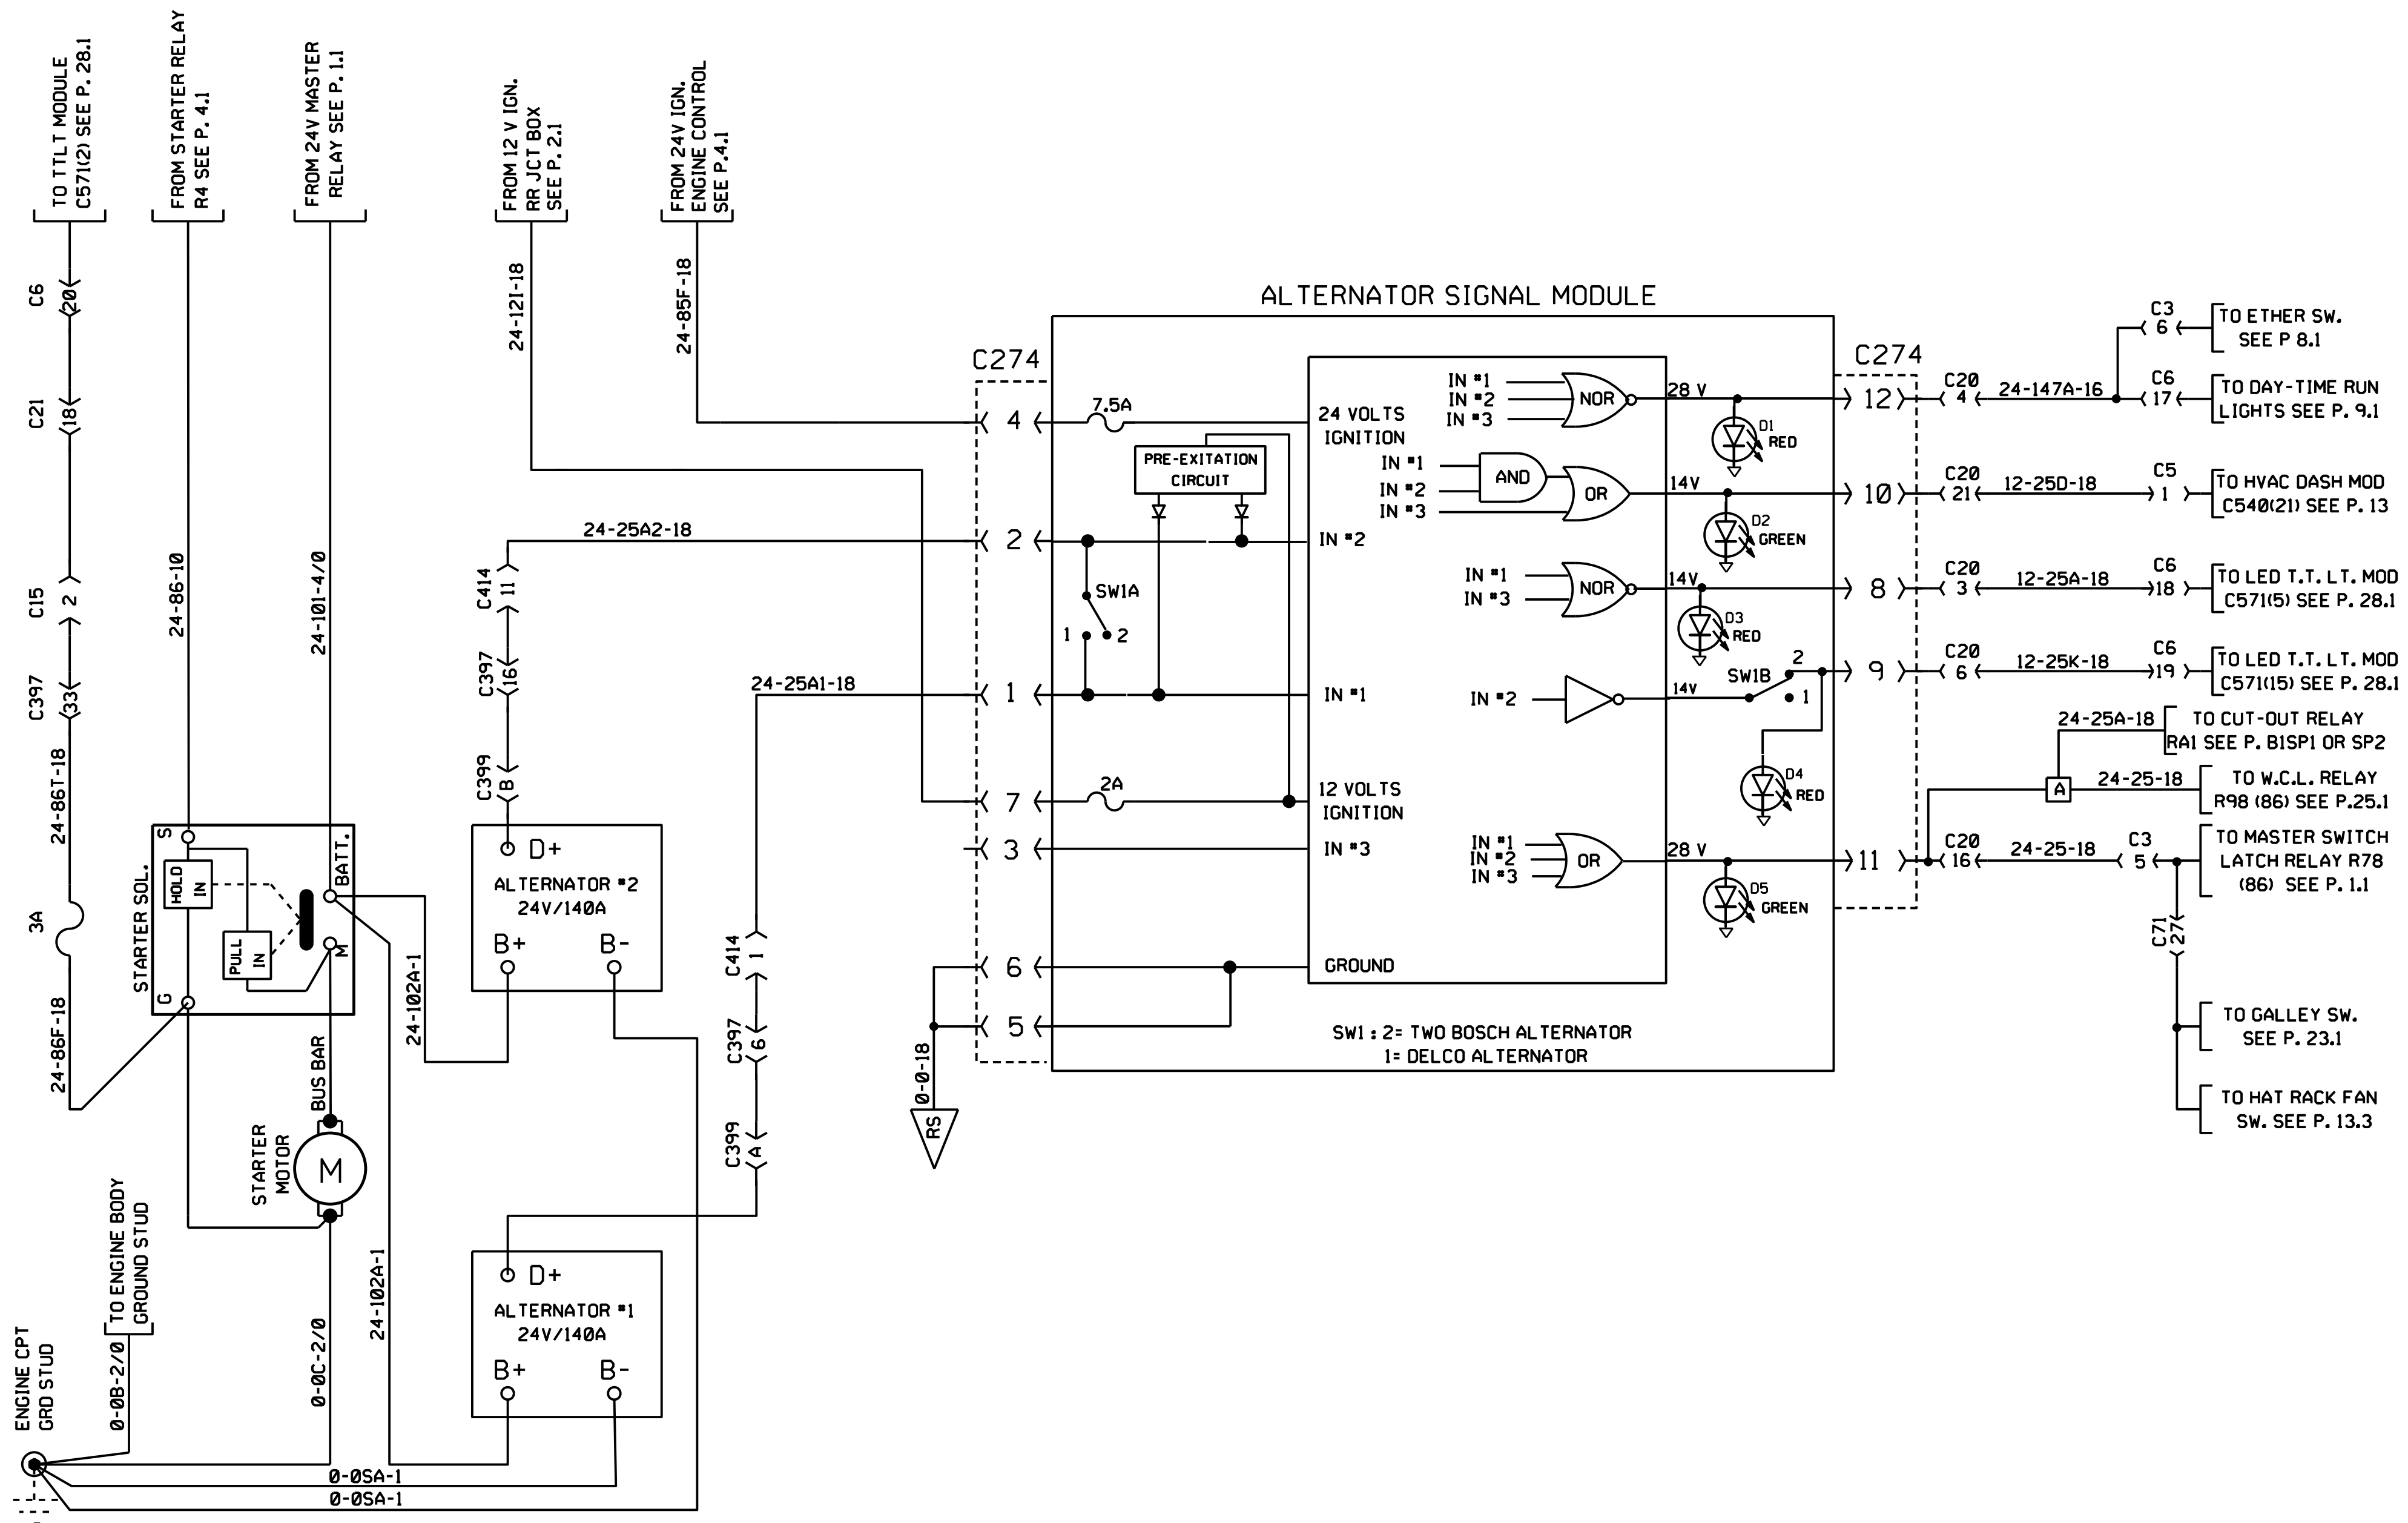 TO TTLT MODULE
C571(2) SEE P. 28.1
FROM STARTER RELAY
R4 SEE P. 4.1
FROM 24V MASTER
RELAY SEE P. 1.1
FROM 12 V IGN.
RR JCT BOX
SEE P. 2.1
FROM 24V IGN.
ENGINE CONTROL
SEE P.4.1
C6
20
C21
18
C15
2
C397
33
24-86T-18
3A
24-86F-18
24-86-10
24-101-4/0
24-12I-18
24-85F-18
STARTER SOL.
S
HOLD
IN
PULL
IN
BATT.
M
G
BUS BAR
STARTER
MOTOR
M
TO ENGINE BODY
GROUND STUD
ENGINE CPT
GRD STUD
0-0B-2/0
0-0C-2/0
24-102A-1
24-102A-1
0-0SA-1
0-0SA-1
24-25A2-18
C414
11
C397
16
C399
B
D+
ALTERNATOR #2
24V/140A
B+ B-
24-25A1-18
C414
1
C397
6
C399
A
D+
ALTERNATOR #1
24V/140A
B+ B-
ALTERNATOR SIGNAL MODULE
C274
4
2
1
7
3
6
5
0-0-18
RS
7.5A
PRE-EXITATION
CIRCUIT
SW1A
1 2
2A
24 VOLTS
IGNITION
IN #2
IN #1
12 VOLTS
IGNITION
IN #3
GROUND
IN #1
IN #2
IN #3
NOR
28 V
D1
RED
IN #1
IN #2
IN #3
AND
OR
14V
D2
GREEN
IN #1
IN #3
NOR
14V
D3
RED
IN #2
14V
SW1B
2
1
D4
RED
IN #1
IN #2
IN #3
OR
28 V
D5
GREEN
SW1 : 2= TWO BOSCH ALTERNATOR
1= DELCO ALTERNATOR
C274
12
10
8
9
11
C20
4
24-147A-16
C3
6
TO ETHER SW.
SEE P 8.1
C6
17
TO DAY-TIME RUN
LIGHTS SEE P. 9.1
C20
21
12-25D-18
C5
1
TO HVAC DASH MOD
C540(21) SEE P. 13
C20
3
12-25A-18
C6
18
TO LED T.T. LT. MOD
C571(5) SEE P. 28.1
C20
6
12-25K-18
C6
19
TO LED T.T. LT. MOD
C571(15) SEE P. 28.1
24-25A-18
TO CUT-OUT RELAY
RA1 SEE P. B1SP1 OR SP2
A
24-25-18
TO W.C.L. RELAY
R98 (86) SEE P.25.1
C20
16
24-25-18
C3
5
TO MASTER SWITCH
LATCH RELAY R78
(86) SEE P. 1.1
C71
27
TO GALLEY SW.
SEE P. 23.1
TO HAT RACK FAN
SW. SEE P. 13.3